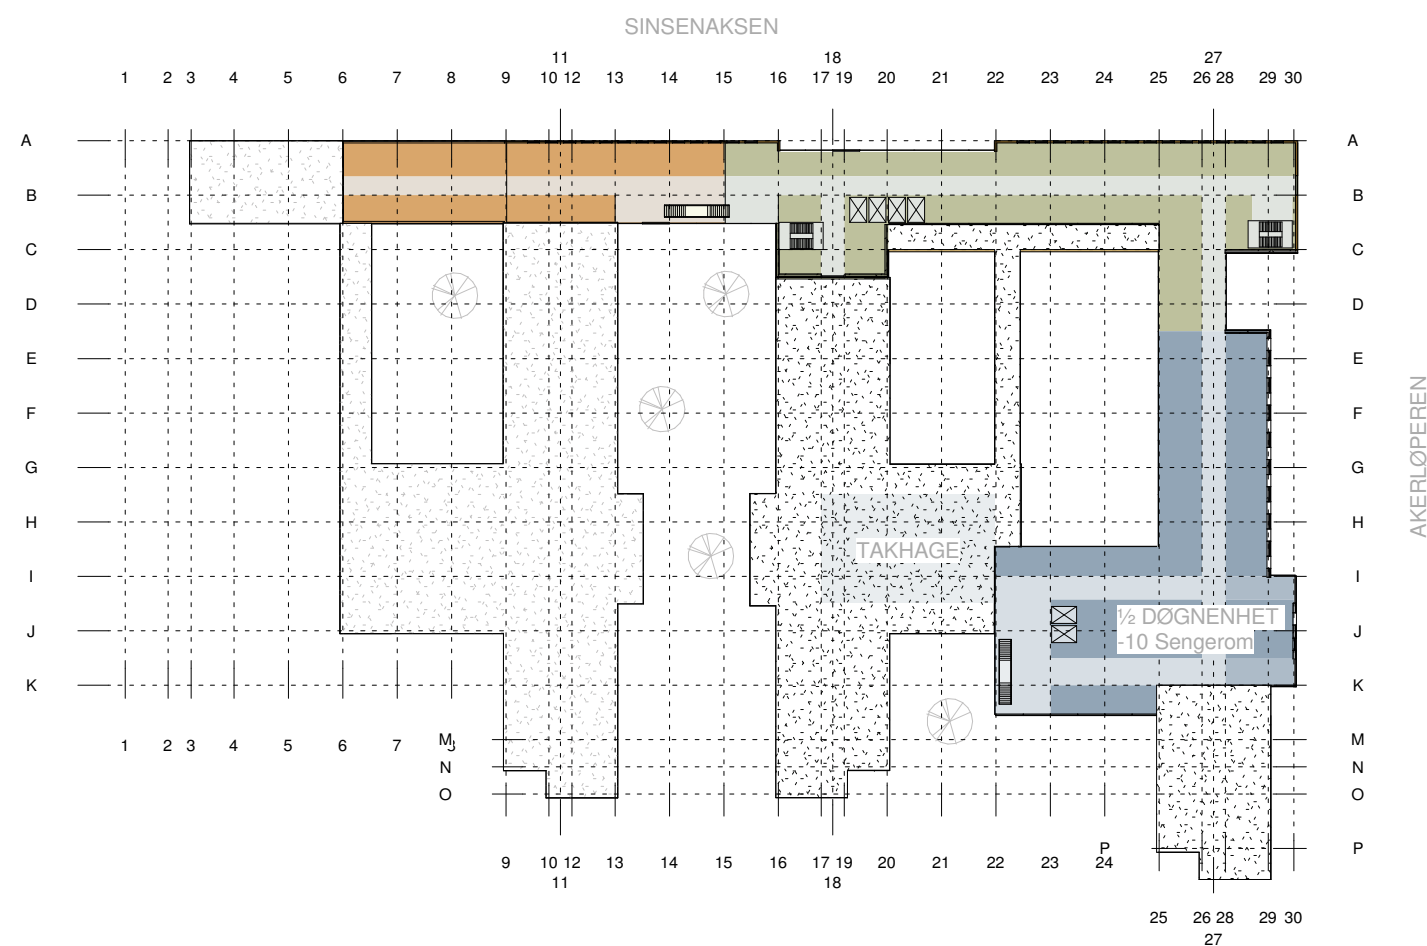 SINSENAKSEN
11 18 27
1 2 3 4 5 6 7 8 9 10 12 13 14 15 16 17 19 20 21 22 23 24 25 26 28 29 30
A A
B B
C C
D D
E E
AKERLØPEREN
F F
G G
H H
TAKHAGE
I I
½ DØGNENHET
J J
-10 Sengerom
K K
1 2 3 4 5 6 7 8 M M
N N
O O
P P
9 10 12 13 14 15 16 17 19 20 21 22 23 24
11 18
25 26 28 29 30
27